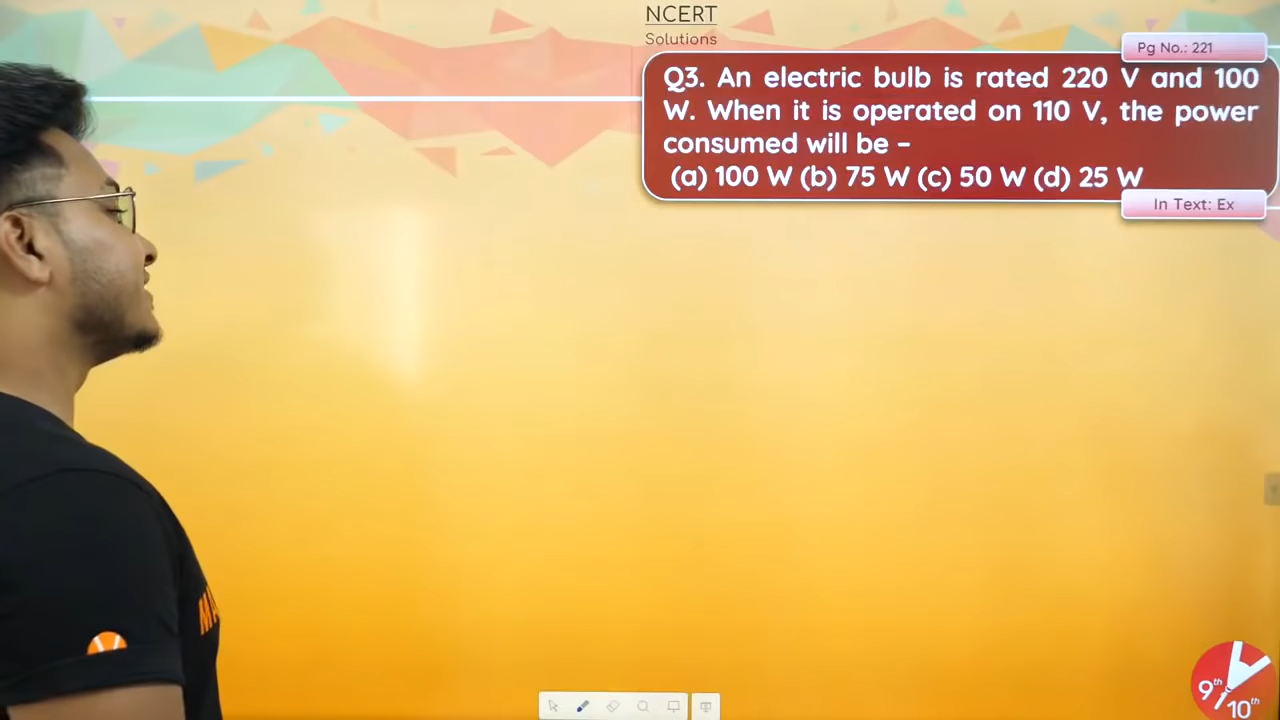 NCERT
Solutions
Pg No.: 221
Q3. An electric bulb is rated 220 V and 100
W. When it is operated on 110 V, the power
consumed will be –
(a) 100 W (b) 75 W (c) 50 W (d) 25 W
In Text: Ex
9th
10th